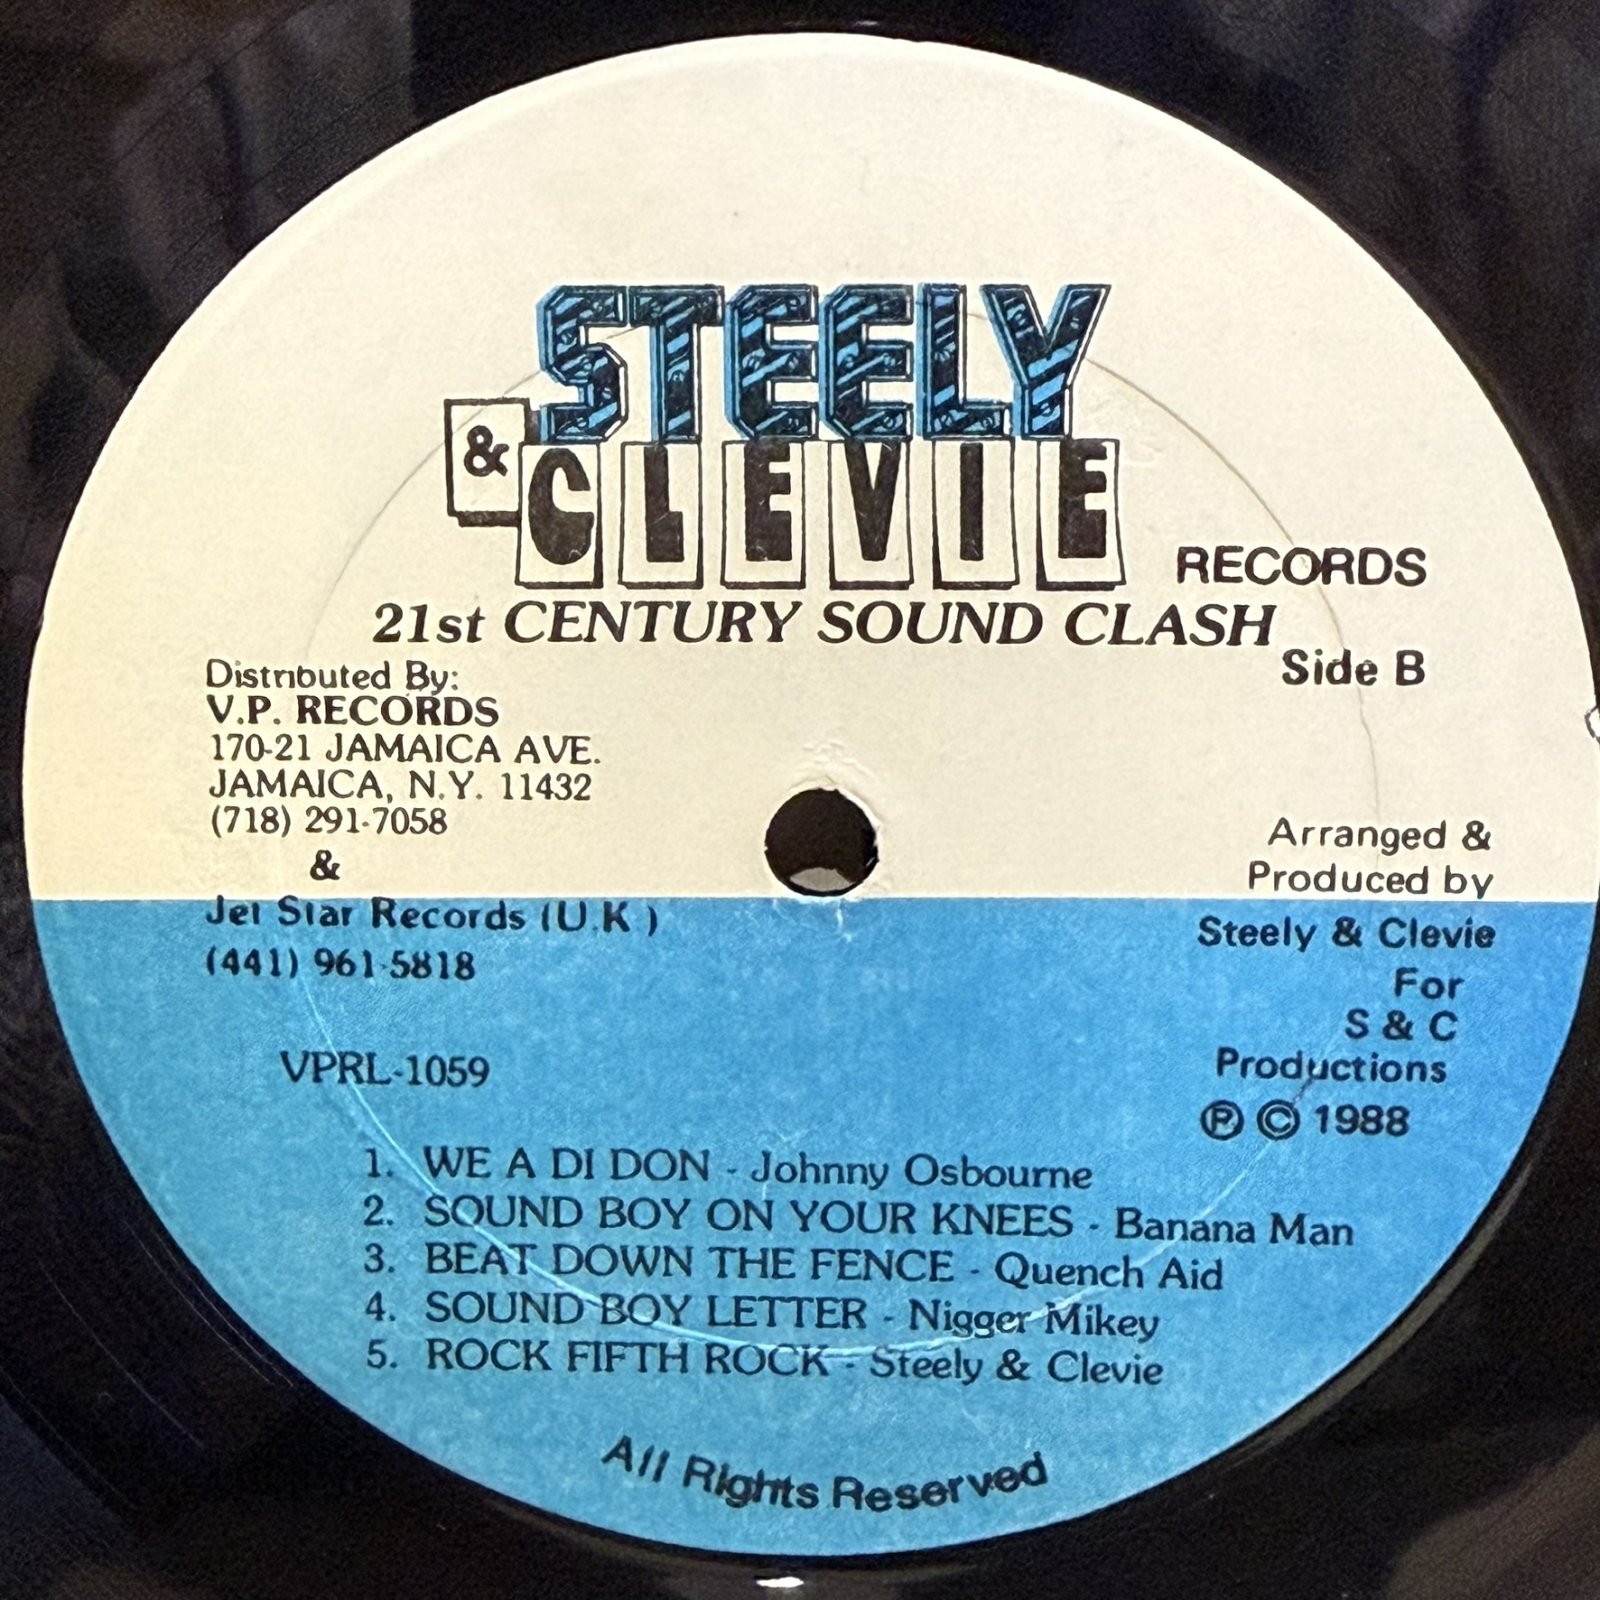 STEELY
& CLEVIE
RECORDS
21st CENTURY SOUND CLASH
Side B
Distributed By:
V.P. RECORDS
170-21 JAMAICA AVE.
JAMAICA, N.Y. 11432
(718) 291-7058
&
Jet Star Records (U.K )
(441) 961-5818
Arranged &
Produced by
Steely & Clevie
For
S & C
Productions
Ⓟ © 1988
VPRL-1059
1. WE A DI DON - Johnny Osbourne
2. SOUND BOY ON YOUR KNEES - Banana Man
3. BEAT DOWN THE FENCE - Quench Aid
4. SOUND BOY LETTER - Nigger Mikey
5. ROCK FIFTH ROCK - Steely & Clevie
All Rights Reserved